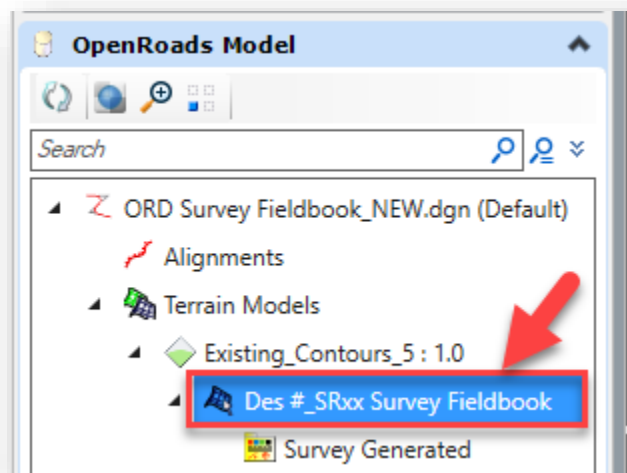 OpenRoads Model
Search
ORD Survey Fieldbook_NEW.dgn (Default)
Alignments
Terrain Models
Existing_Contours_5 : 1.0
Des #_SRxx Survey Fieldbook
Survey Generated